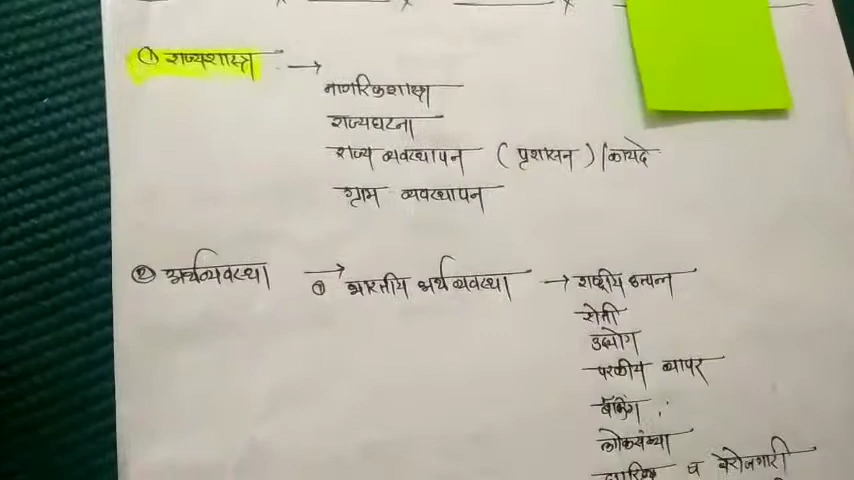 ① राज्यशास्त्र →
नागरिकशास्त्र
राज्यघटना
राज्य व्यवस्थापन (प्रशासन) / कायदे
ग्राम व्यवस्थापन
② अर्थव्यवस्था → ① भारतीय अर्थव्यवस्था → राष्ट्रीय उत्पन्न
शेती
उद्योग
परकीय व्यापर
बँकिंग
लोकसंख्या
व बेरोजगारी